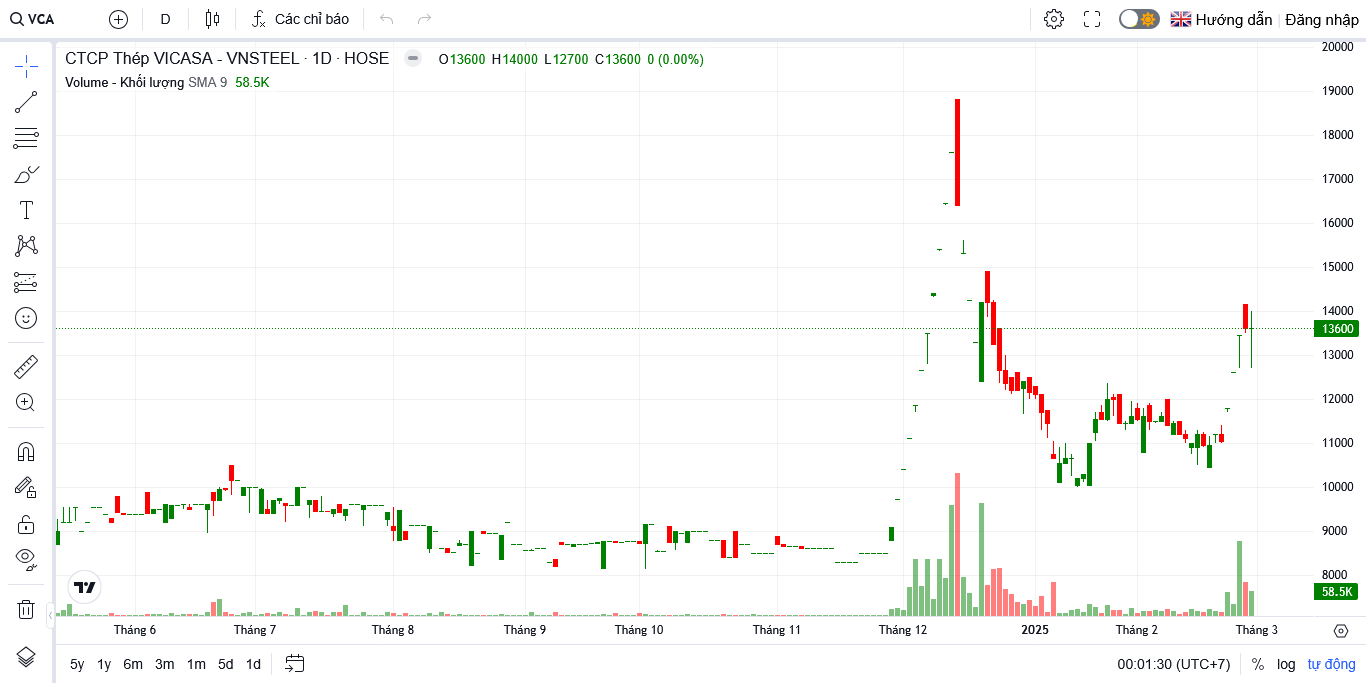 VCA D Các chỉ báo Hướng dẫn Đăng nhập
CTCP Thép VICASA - VNSTEEL · 1D · HOSE O13600 H14000 L12700 C13600 0 (0.00%)
Volume - Khối lượng SMA 9 58.5K
20000
19000
18000
17000
16000
15000
14000
13600
13000
12000
11000
10000
9000
8000
58.5K
Tháng 6 Tháng 7 Tháng 8 Tháng 9 Tháng 10 Tháng 11 Tháng 12 2025 Tháng 2 Tháng 3
5y 1y 6m 3m 1m 5d 1d 00:01:30 (UTC+7) % log tự động